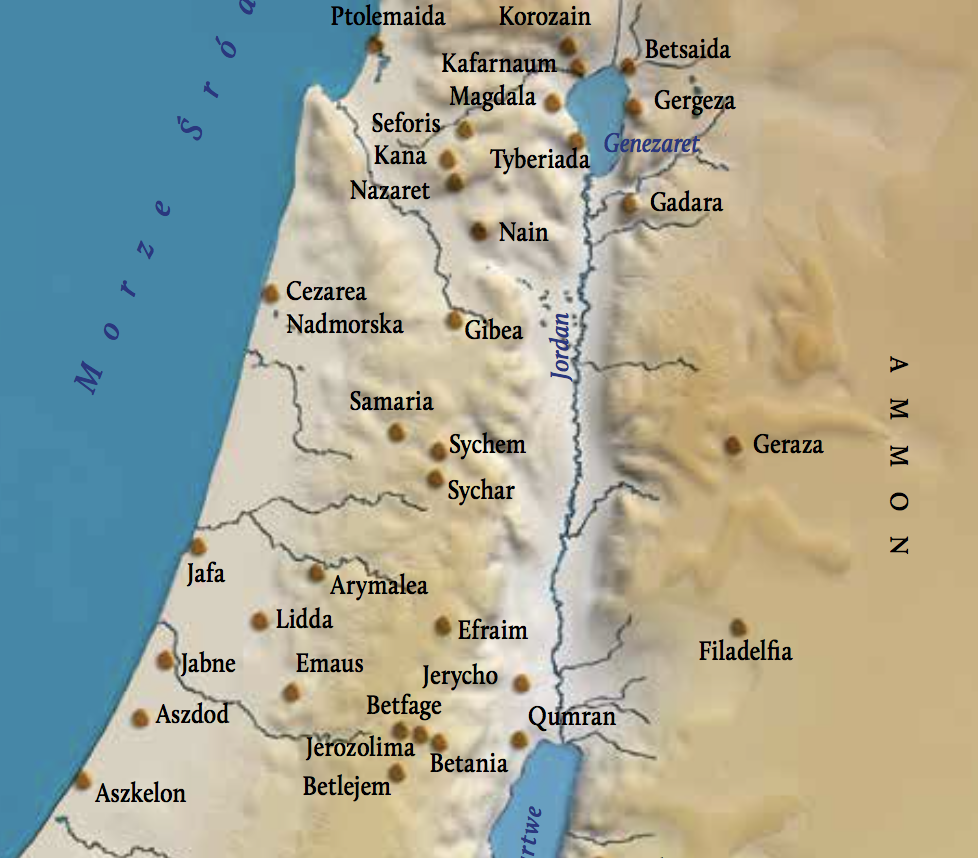 Ptolemaida
Korozain
Betsaida
Kafarnaum
Magdala
Gergeza
Seforis
Genezaret
Kana
Tyberiada
Nazaret
Gadara
Nain
Morze Śró
Cezarea
Nadmorska
Gibea
Jordan
AMMON
Samaria
Sychem
Geraza
Sychar
Jafa
Arymalea
Lidda
Efraim
Filadelfia
Jabne
Emaus
Jerycho
Betfage
Aszdod
Qumran
Jerozolima
Betania
Betlejem
Aszkelon